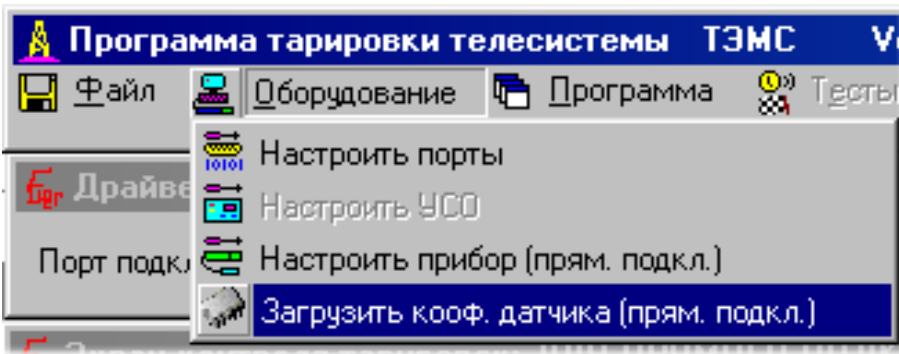 Программа тарировки телесистемы ТЭМС
Файл Оборудование Программа Тесты
Настроить порты
Драйве
Настроить УСО
Порт подкл
Настроить прибор (прям. подкл.)
Загрузить кооф. датчика (прям. подкл.)